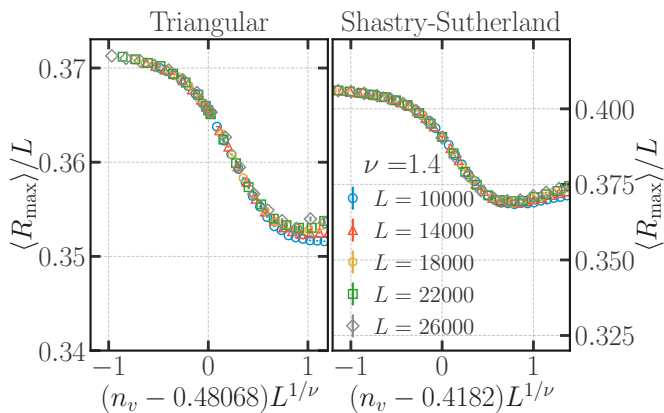 Triangular
Shastry-Sutherland
0.37
0.36
0.35
0.34
⟨R_max⟩/L
ν =1.4
L = 10000
L = 14000
L = 18000
L = 22000
L = 26000
0.400
0.375
0.350
0.325
⟨R_max⟩/L
−1 0 1
−1 0 1
(n_v − 0.48068)L^{1/ν}
(n_v − 0.4182)L^{1/ν}